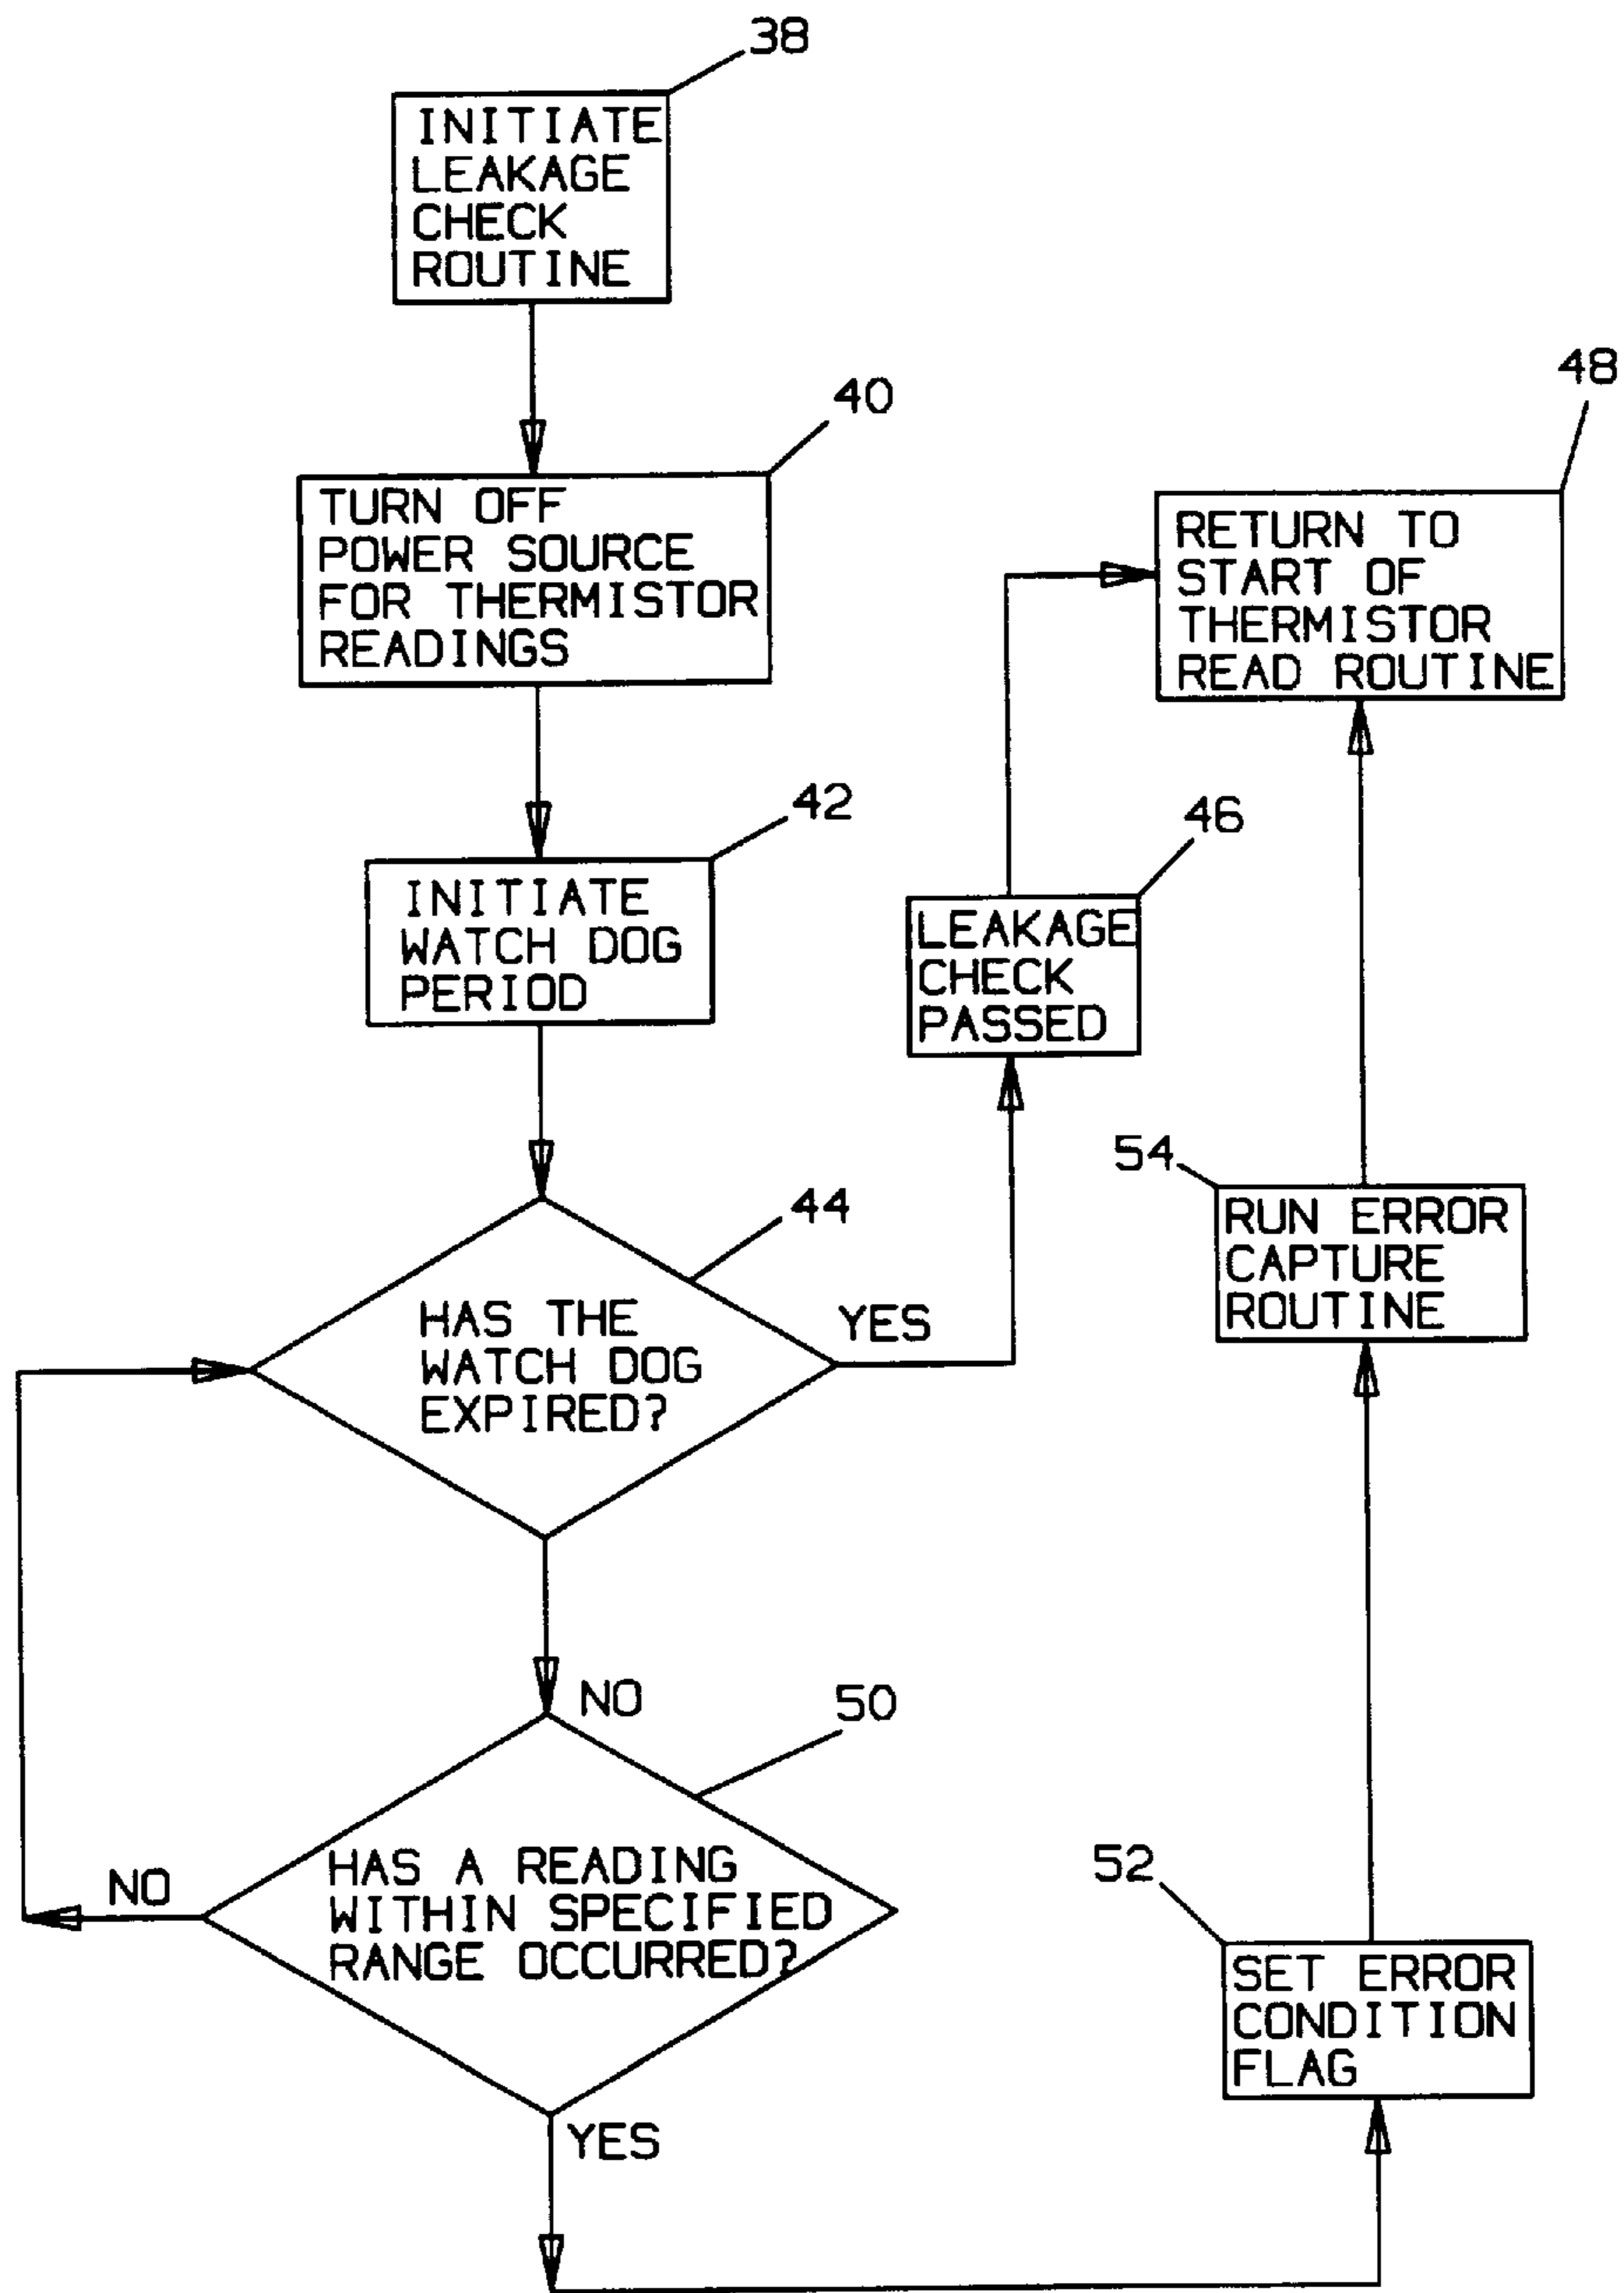 38
INITIATE
LEAKAGE
CHECK
ROUTINE
40
TURN OFF
POWER SOURCE
FOR THERMISTOR
READINGS
48
RETURN TO
START OF
THERMISTOR
READ ROUTINE
42
INITIATE
WATCH DOG
PERIOD
46
LEAKAGE
CHECK
PASSED
44
HAS THE
WATCH DOG
EXPIRED?
YES
54
RUN ERROR
CAPTURE
ROUTINE
NO
50
HAS A READING
WITHIN SPECIFIED
RANGE OCCURRED?
NO
YES
52
SET ERROR
CONDITION
FLAG